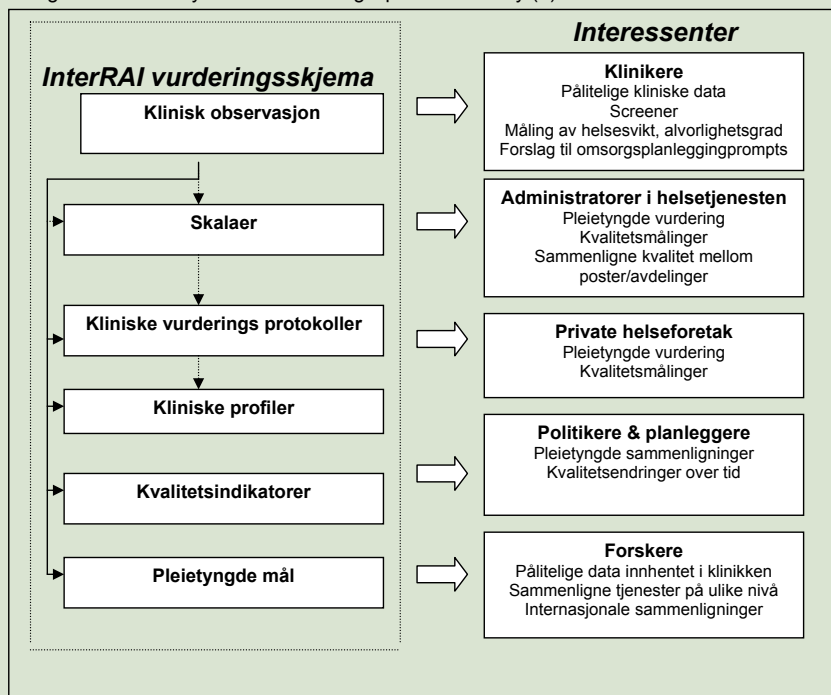 InterRAI vurderingsskjema
Klinisk observasjon
Skalaer
Kliniske vurderings protokoller
Kliniske profiler
Kvalitetsindikatorer
Pleietyngde mål
Interessenter
Klinikere
Pålitelige kliniske data
Screener
Måling av helsesvikt, alvorlighetsgrad
Forslag til omsorgsplanleggingprompts
Administratorer i helsetjenesten
Pleietyngde vurdering
Kvalitetsmålinger
Sammenligne kvalitet mellom
poster/avdelinger
Private helseforetak
Pleietyngde vurdering
Kvalitetsmålinger
Politikere & planleggere
Pleietyngde sammenligninger
Kvalitetsendringer over tid
Forskere
Pålitelige data innhentet i klinikken
Sammenligne tjenester på ulike nivå
Internasjonale sammenligninger